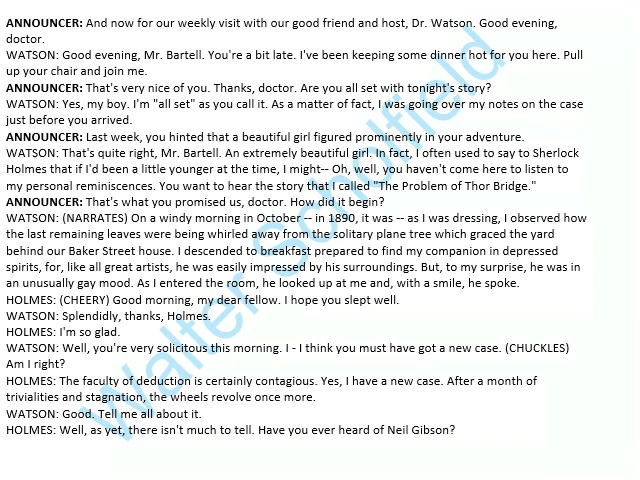 ANNOUNCER: And now for our weekly visit with our good friend and host, Dr. Watson. Good evening,
doctor.
WATSON: Good evening, Mr. Bartell. You're a bit late. I've been keeping some dinner hot for you here. Pull
up your chair and join me.
ANNOUNCER: That's very nice of you. Thanks, doctor. Are you all set with tonight's story?
WATSON: Yes, my boy. I'm "all set" as you call it. As a matter of fact, I was going over my notes on the case
just before you arrived.
ANNOUNCER: Last week, you hinted that a beautiful girl figured prominently in your adventure.
WATSON: That's quite right, Mr. Bartell. An extremely beautiful girl. In fact, I often used to say to Sherlock
Holmes that if I'd been a little younger at the time, I might-- Oh, well, you haven't come here to listen to
my personal reminiscences. You want to hear the story that I called "The Problem of Thor Bridge."
ANNOUNCER: That's what you promised us, doctor. How did it begin?
WATSON: (NARRATES) On a windy morning in October -- in 1890, it was -- as I was dressing, I observed how
the last remaining leaves were being whirled away from the solitary plane tree which graced the yard
behind our Baker Street house. I descended to breakfast prepared to find my companion in depressed
spirits, for, like all great artists, he was easily impressed by his surroundings. But, to my surprise, he was in
an unusually gay mood. As I entered the room, he looked up at me and, with a smile, he spoke.
HOLMES: (CHEERY) Good morning, my dear fellow. I hope you slept well.
WATSON: Splendidly, thanks, Holmes.
HOLMES: I'm so glad.
WATSON: Well, you're very solicitous this morning. I - I think you must have got a new case. (CHUCKLES)
Am I right?
HOLMES: The faculty of deduction is certainly contagious. Yes, I have a new case. After a month of
trivialities and stagnation, the wheels revolve once more.
WATSON: Good. Tell me all about it.
HOLMES: Well, as yet, there isn't much to tell. Have you ever heard of Neil Gibson?
Walter Scholfield